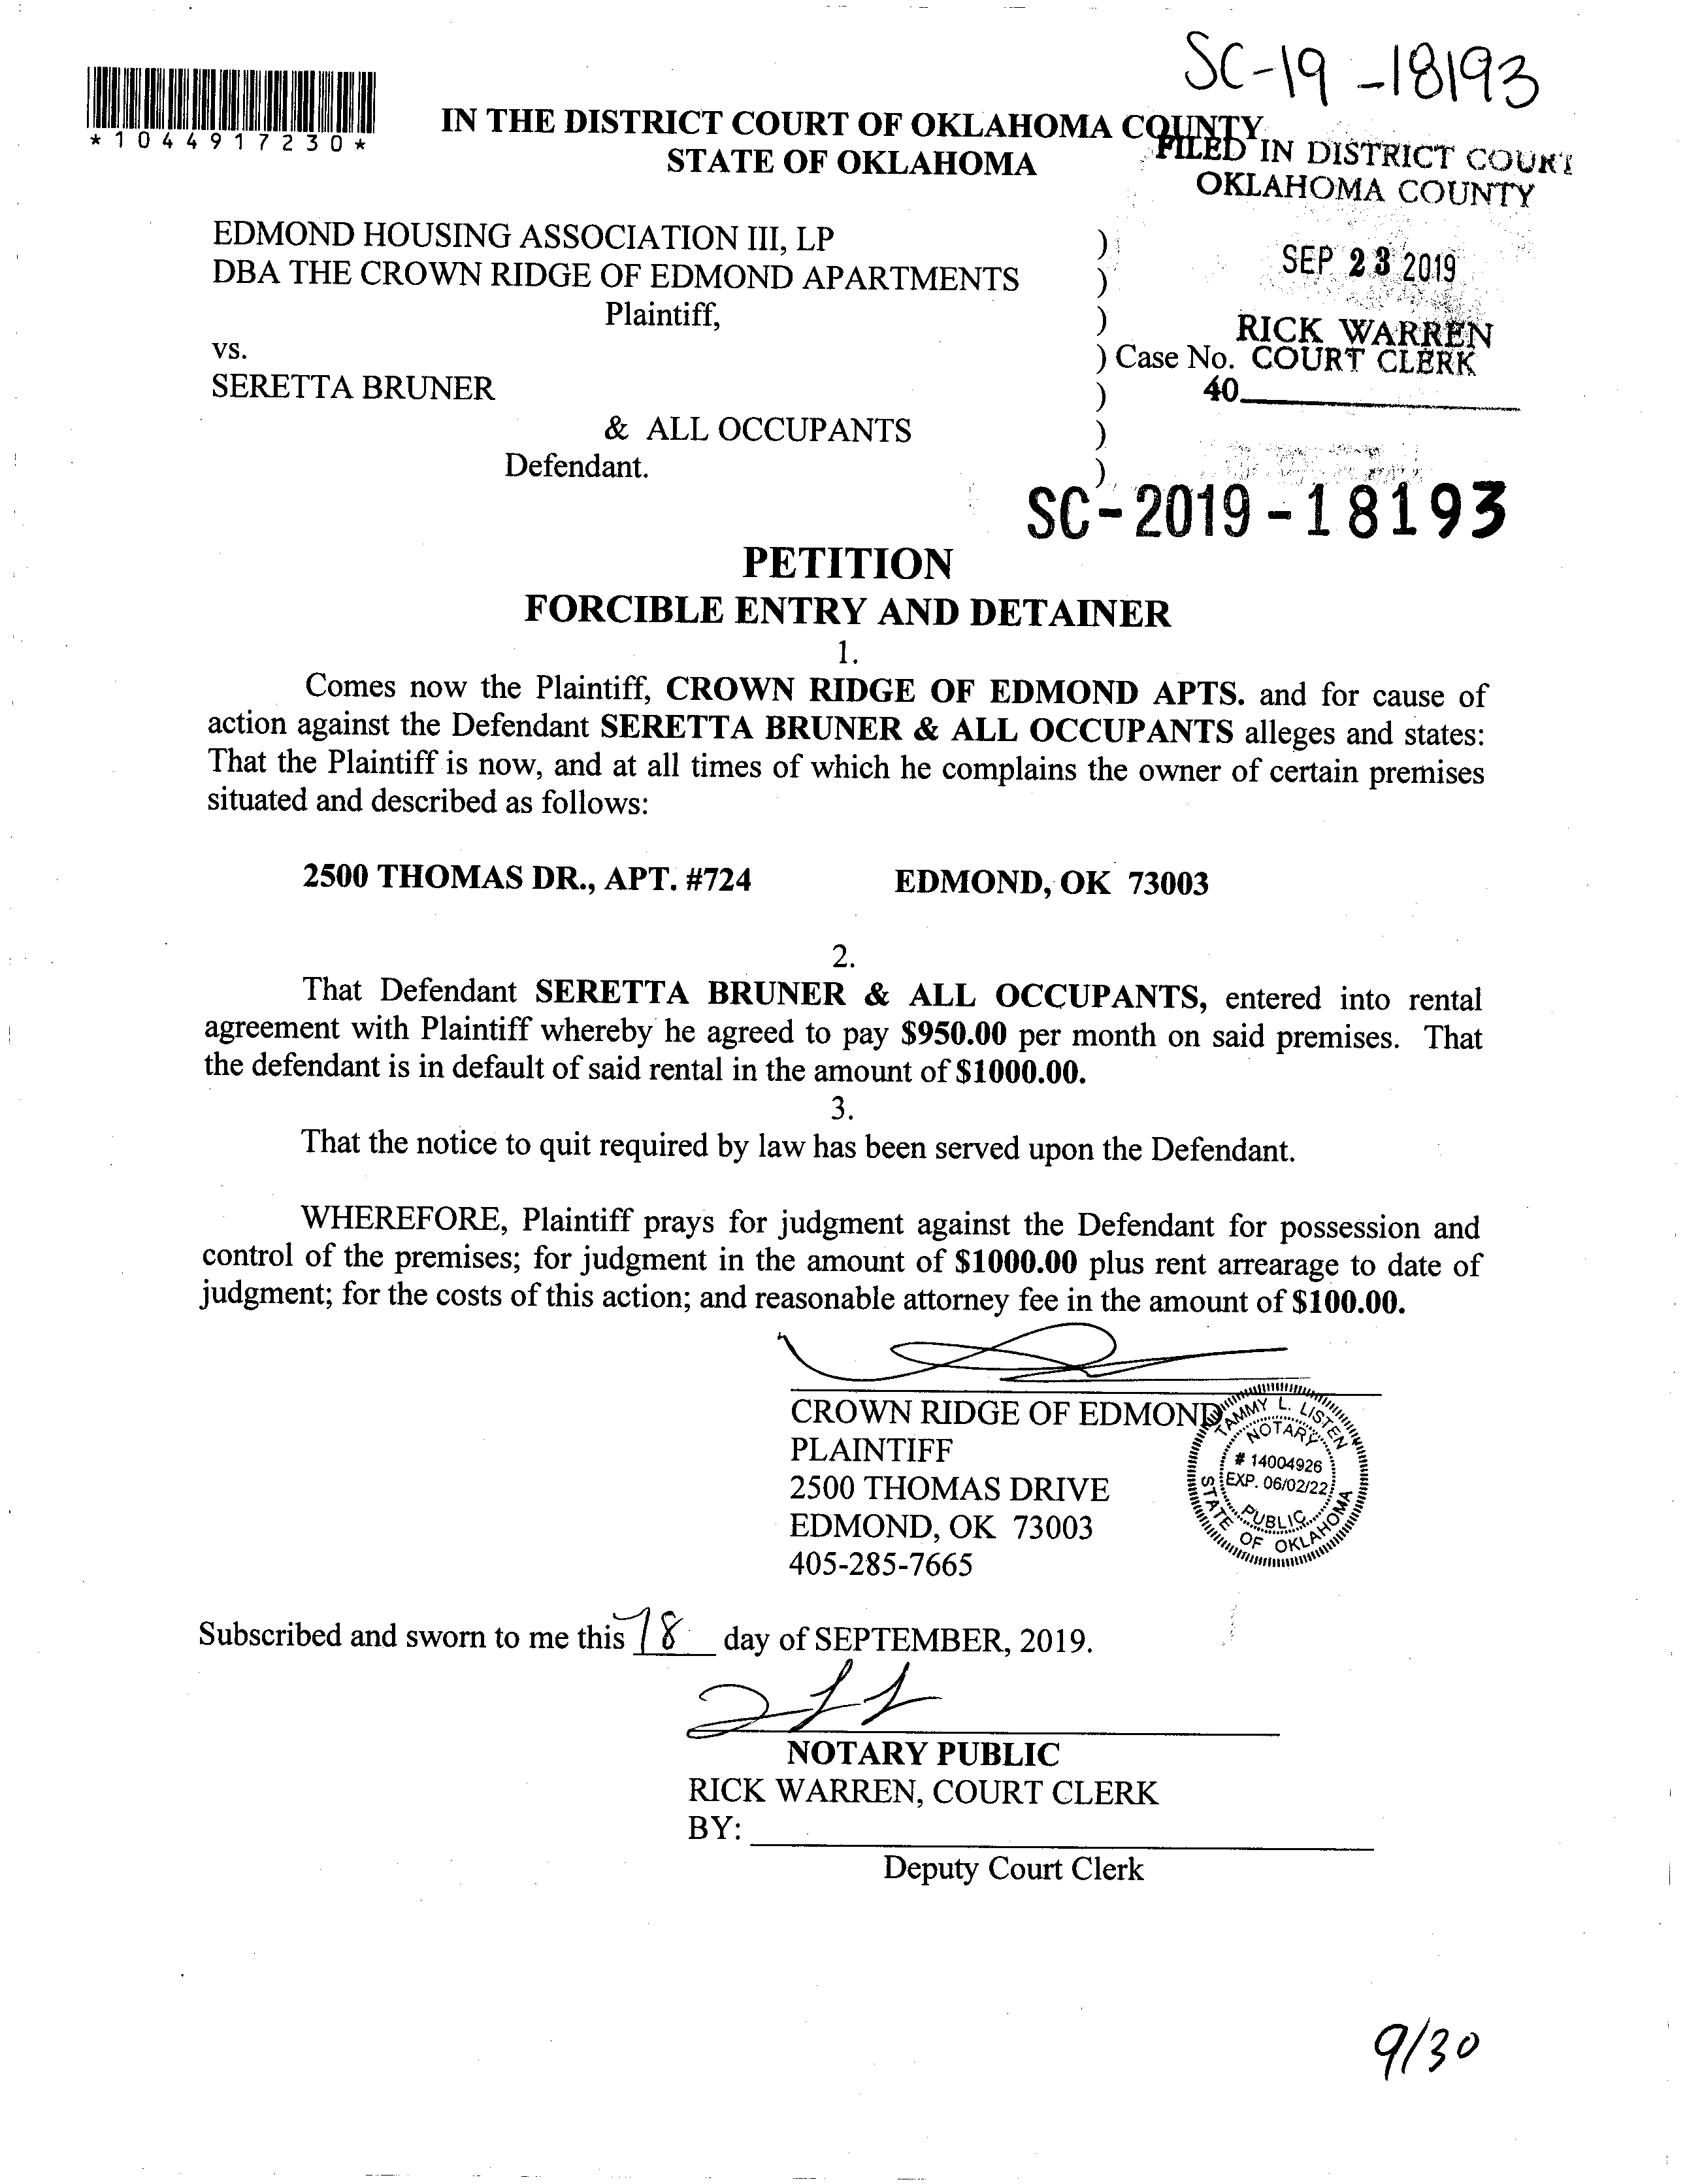 SC-19-18193
*1044917230*
IN THE DISTRICT COURT OF OKLAHOMA COUNTY
STATE OF OKLAHOMA
FILED IN DISTRICT COURT
OKLAHOMA COUNTY
SEP 23 2019
RICK WARREN
COURT CLERK
40
EDMOND HOUSING ASSOCIATION III, LP )
DBA THE CROWN RIDGE OF EDMOND APARTMENTS )
Plaintiff, )
vs. ) Case No.
SERETTA BRUNER )
& ALL OCCUPANTS )
Defendant. )
SC-2019-18193
PETITION
FORCIBLE ENTRY AND DETAINER
1.
Comes now the Plaintiff, CROWN RIDGE OF EDMOND APTS. and for cause of
action against the Defendant SERETTA BRUNER & ALL OCCUPANTS alleges and states:
That the Plaintiff is now, and at all times of which he complains the owner of certain premises
situated and described as follows:
2500 THOMAS DR., APT. #724 EDMOND, OK 73003
2.
That Defendant SERETTA BRUNER & ALL OCCUPANTS, entered into rental
agreement with Plaintiff whereby he agreed to pay $950.00 per month on said premises. That
the defendant is in default of said rental in the amount of $1000.00.
3.
That the notice to quit required by law has been served upon the Defendant.
WHEREFORE, Plaintiff prays for judgment against the Defendant for possession and
control of the premises; for judgment in the amount of $1000.00 plus rent arrearage to date of
judgment; for the costs of this action; and reasonable attorney fee in the amount of $100.00.
CROWN RIDGE OF EDMOND
PLAINTIFF
2500 THOMAS DRIVE
EDMOND, OK 73003
405-285-7665
TAMMY L. LISTEN
NOTARY
# 14004926
EXP. 06/02/22
PUBLIC
STATE OF OKLAHOMA
Subscribed and sworn to me this 18 day of SEPTEMBER, 2019.
NOTARY PUBLIC
RICK WARREN, COURT CLERK
BY:
Deputy Court Clerk
9/30